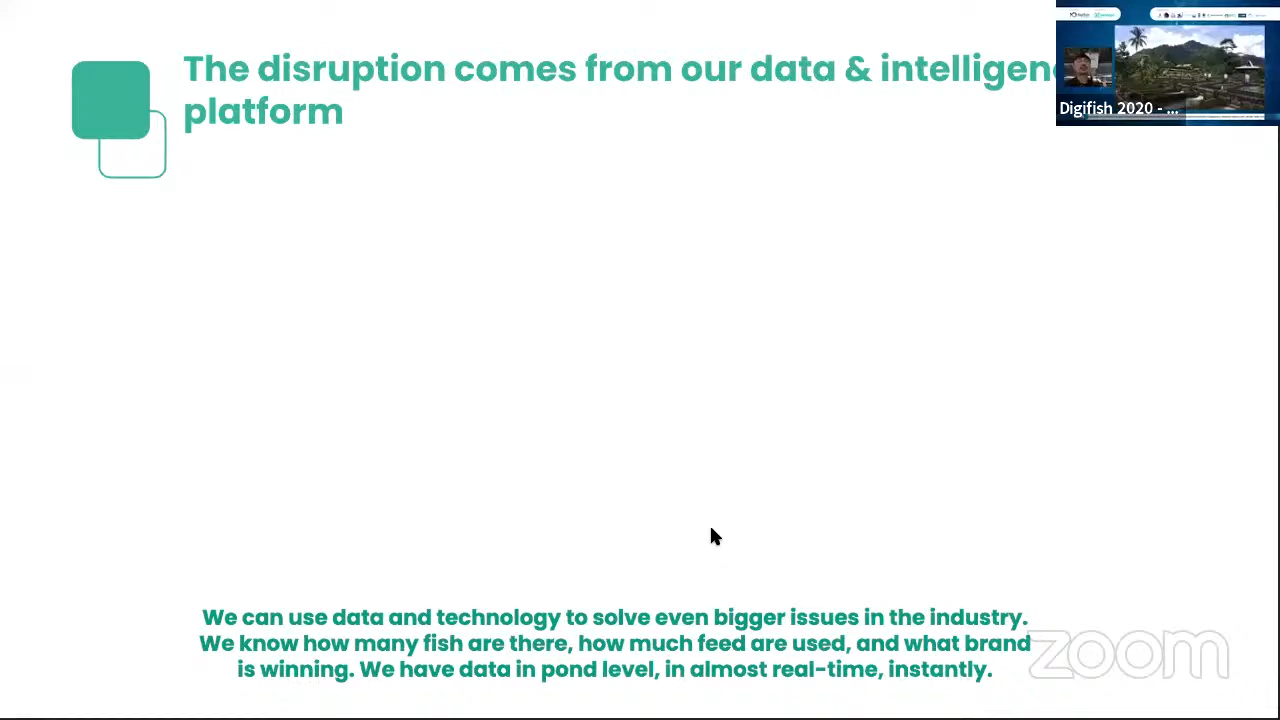 The disruption comes from our data & intelligen
platform
Digifish 2020 - ...
We can use data and technology to solve even bigger issues in the industry.
We know how many fish are there, how much feed are used, and what brand
is winning. We have data in pond level, in almost real-time, instantly.
zoom